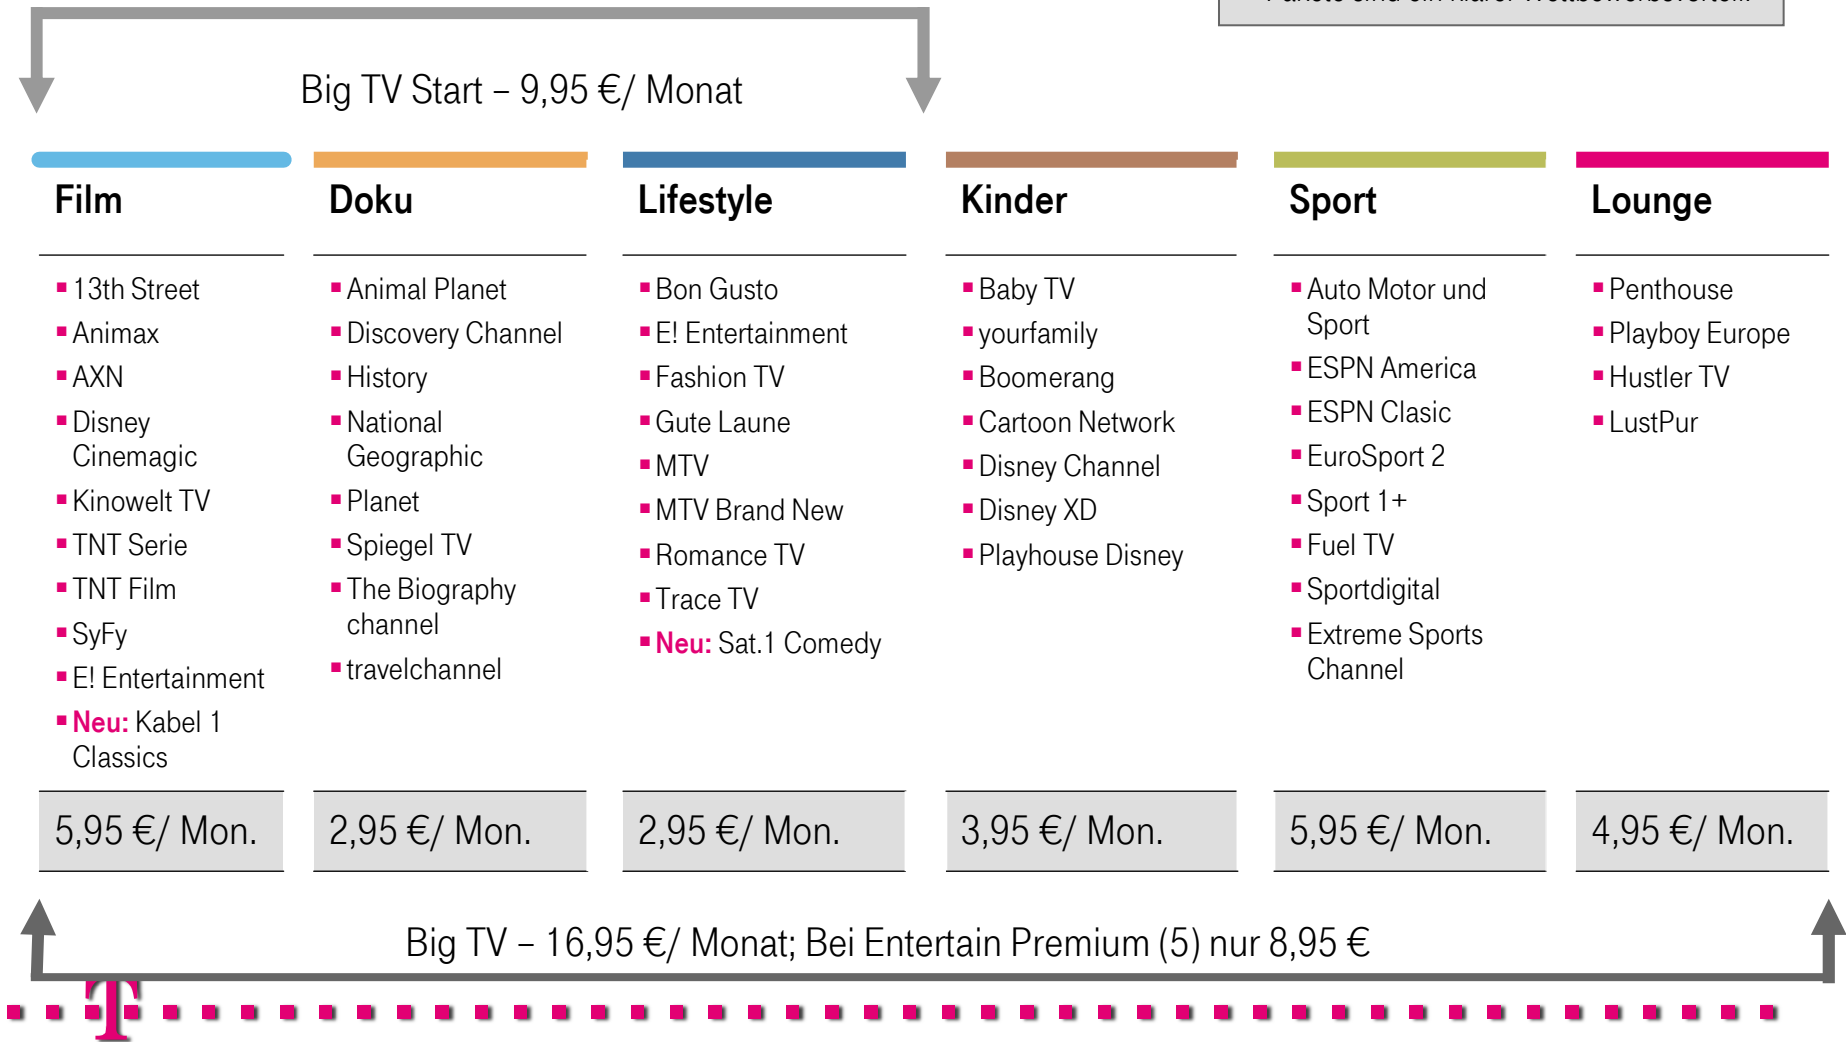 Big TV Start – 9,95 €/ Monat
Film
Doku
Lifestyle
Kinder
Sport
Lounge
13th Street
Animax
AXN
Disney
Cinemagic
Kinowelt TV
TNT Serie
TNT Film
SyFy
E! Entertainment
Neu: Kabel 1
Classics
Animal Planet
Discovery Channel
History
National
Geographic
Planet
Spiegel TV
The Biography
channel
travelchannel
Bon Gusto
E! Entertainment
Fashion TV
Gute Laune
MTV
MTV Brand New
Romance TV
Trace TV
Neu: Sat.1 Comedy
Baby TV
yourfamily
Boomerang
Cartoon Network
Disney Channel
Disney XD
Playhouse Disney
Auto Motor und
Sport
ESPN America
ESPN Clasic
EuroSport 2
Sport 1+
Fuel TV
Sportdigital
Extreme Sports
Channel
Penthouse
Playboy Europe
Hustler TV
LustPur
5,95 €/ Mon.
2,95 €/ Mon.
2,95 €/ Mon.
3,95 €/ Mon.
5,95 €/ Mon.
4,95 €/ Mon.
Big TV – 16,95 €/ Monat; Bei Entertain Premium (5) nur 8,95 €
T